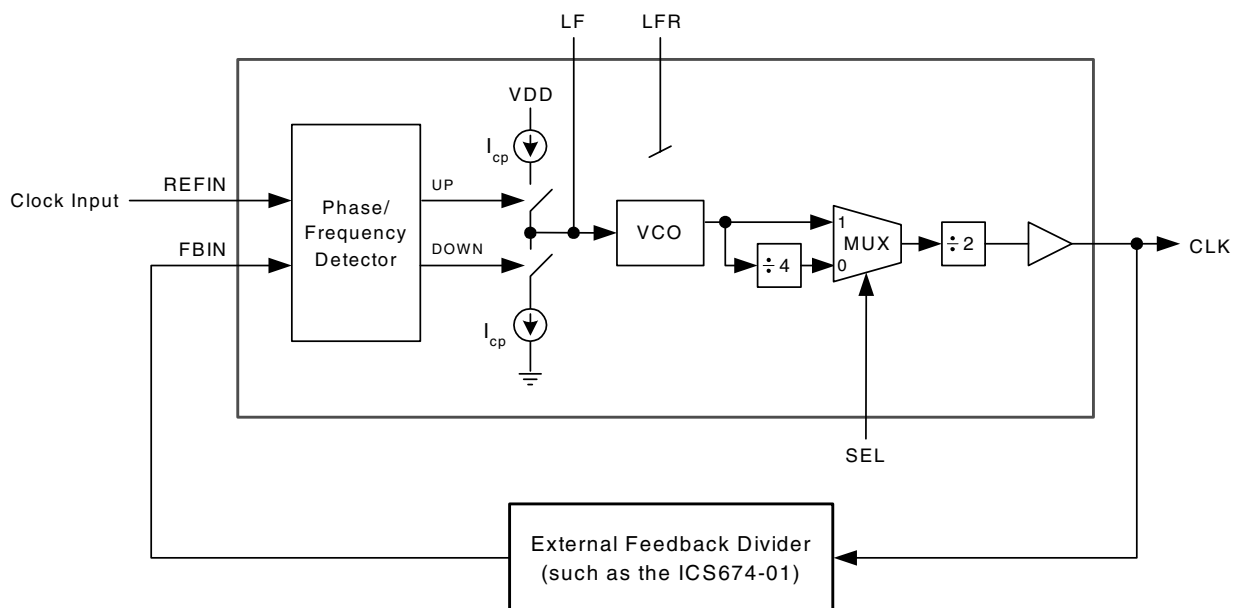 LF
LFR
VDD
I cp
Clock Input
REFIN
FBIN
Phase/
Frequency
Detector
UP
DOWN
VCO
1
MUX
0
÷ 4
÷ 2
CLK
I cp
SEL
External Feedback Divider
(such as the ICS674-01)